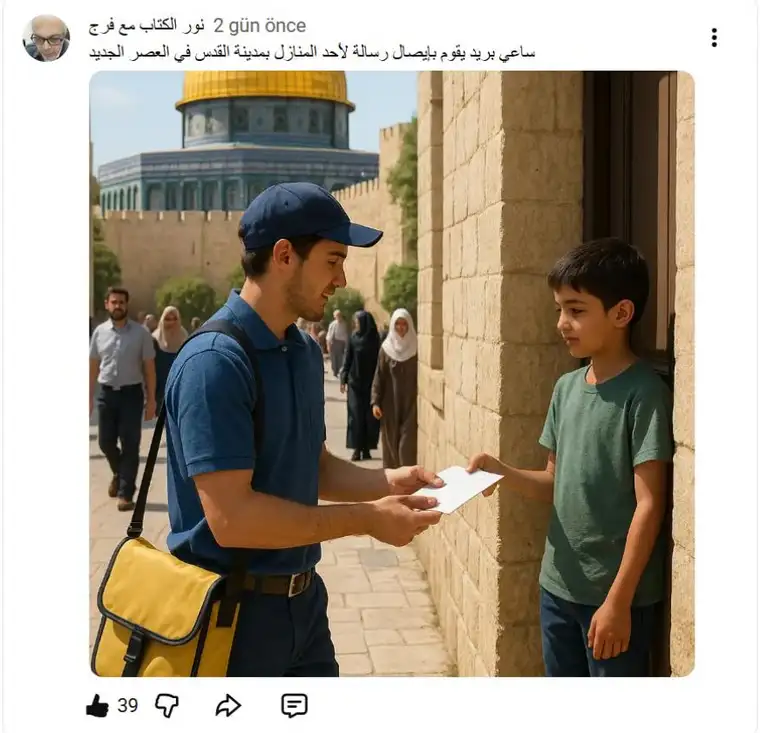 نور الكتاب مع فرج 2 gün önce
ساعي بريد يقوم بإيصال رسالة لأحد المنازل بمدينة القدس في العصر الجديد
39